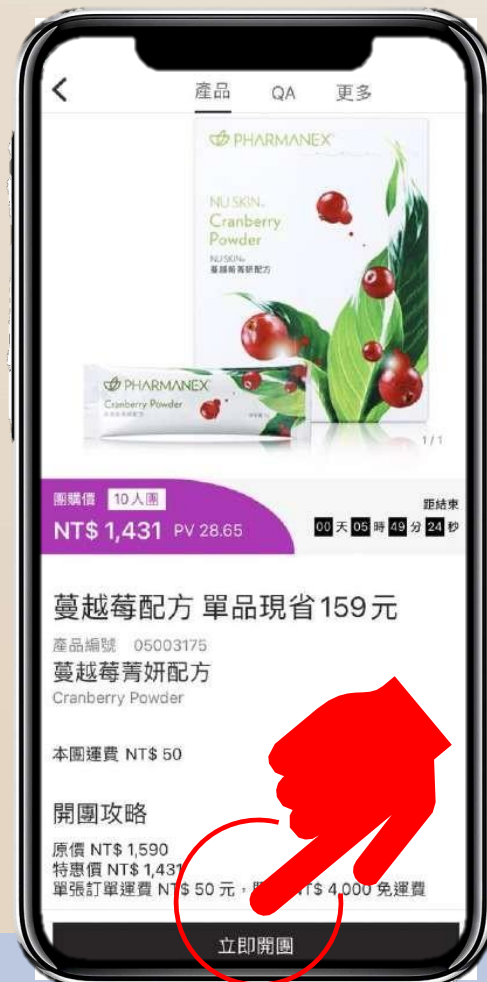 產品 QA 更多
PHARMANEX
NU SKIN
Cranberry
Powder
NU SKIN
蔓越莓菁妍配方
PHARMANEX
Cranberry Powder
1/1
團購價 10人團
距結束
NT$ 1,431 PV 28.65
00 天 05 時 49 分 24 秒
蔓越莓配方 單品現省159元
產品編號 05003175
蔓越莓菁妍配方
Cranberry Powder
本團運費 NT$ 50
開團攻略
原價 NT$ 1,590
特惠價 NT$ 1,431
單張訂單運費 NT$ 50 元,NT$ 4,000 免運費
立即開團